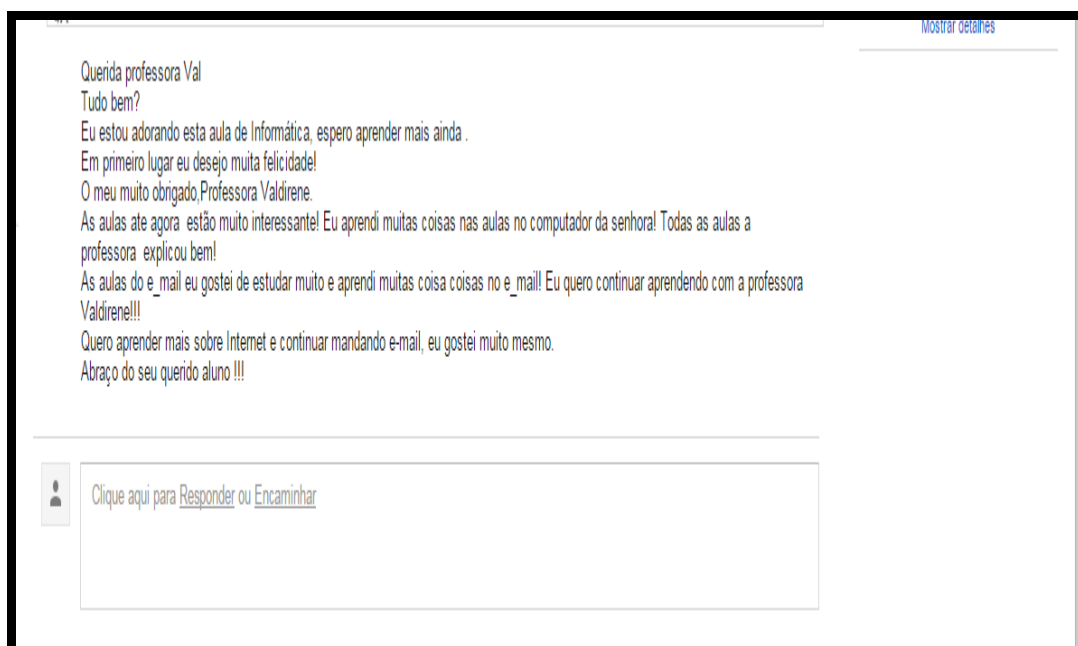 Mostrar detalhes
Querida professora Val
Tudo bem?
Eu estou adorando esta aula de Informática, espero aprender mais ainda .
Em primeiro lugar eu desejo muita felicidade!
O meu muito obrigado,Professora Valdirene.
As aulas ate agora  estão muito interessante! Eu aprendi muitas coisas nas aulas no computador da senhora! Todas as aulas a
professora  explicou bem!
As aulas do e_mail eu gostei de estudar muito e aprendi muitas coisa coisas no e_mail! Eu quero continuar aprendendo com a professora
Valdirene!!!
Quero aprender mais sobre Internet e continuar mandando e-mail, eu gostei muito mesmo.
Abraço do seu querido aluno !!!
Clique aqui para Responder ou Encaminhar